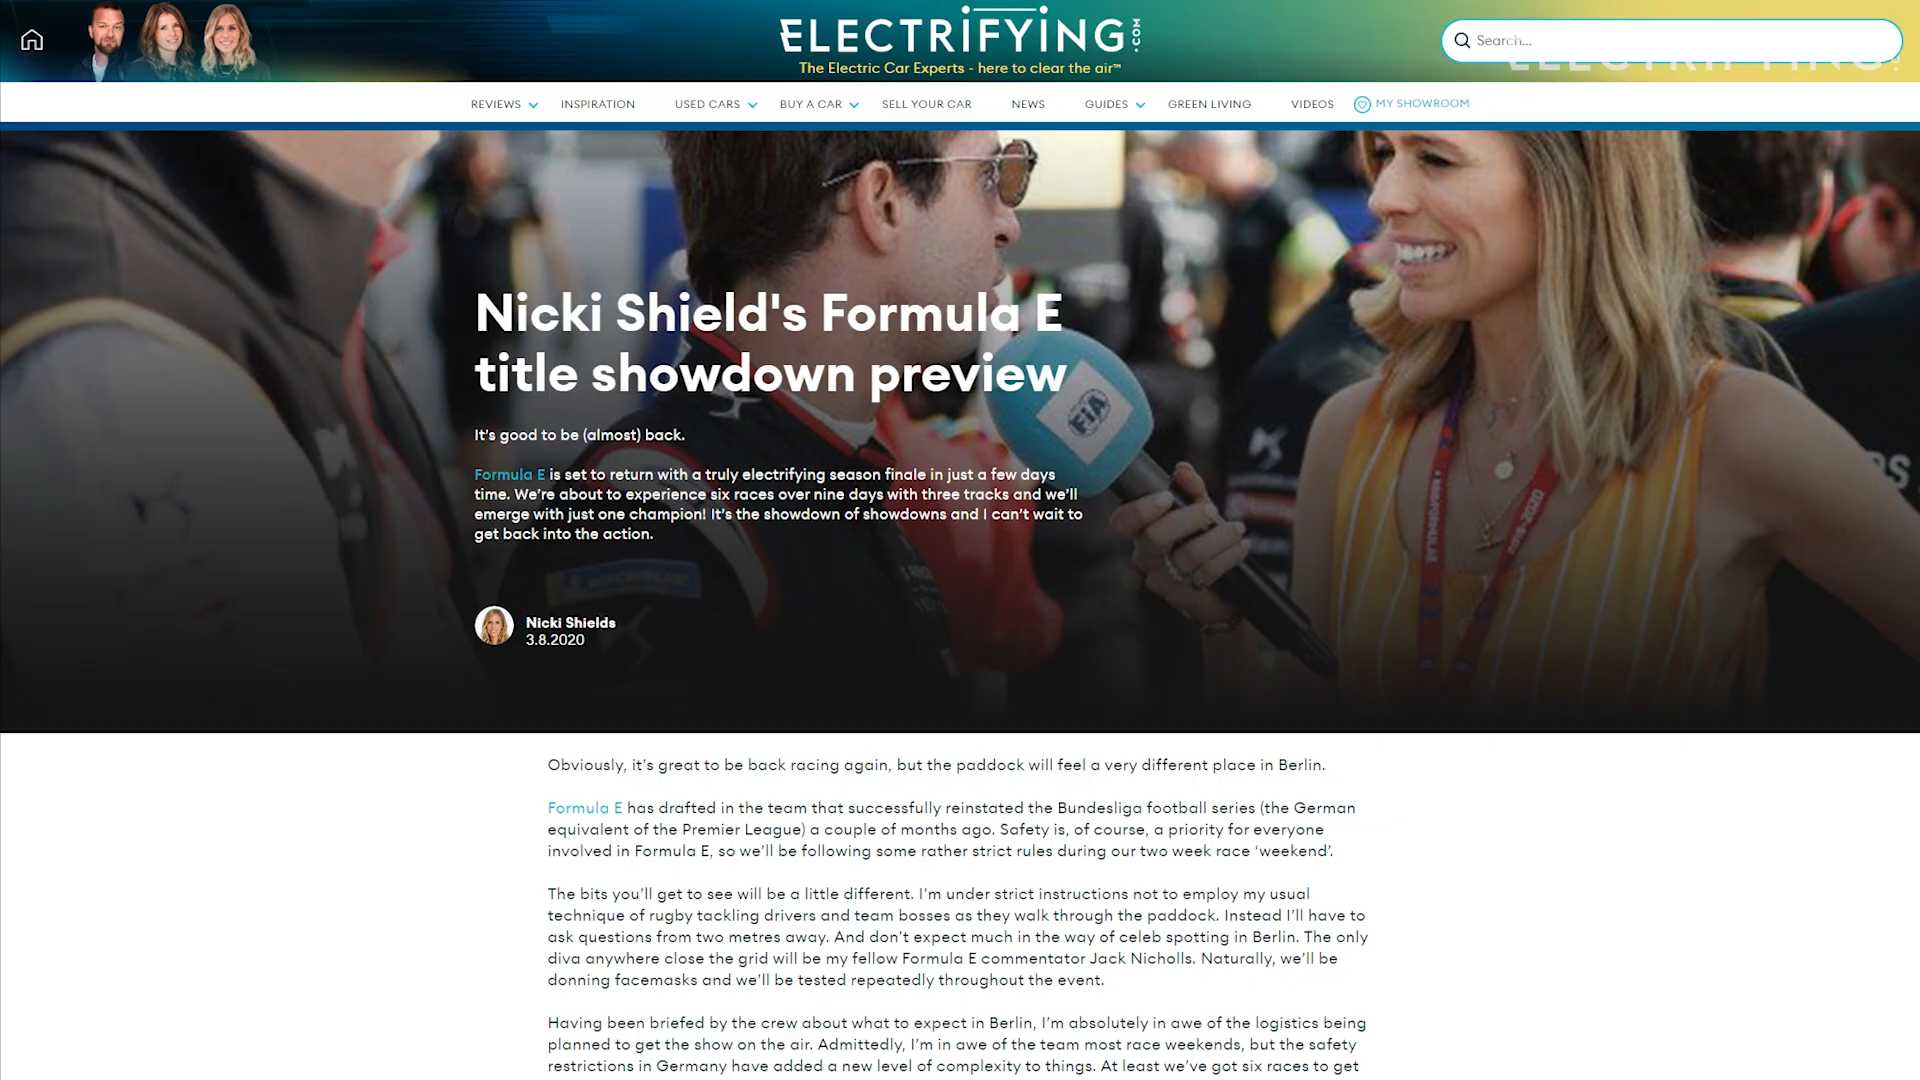 ELECTRIFYING.COM
The Electric Car Experts - here to clear the air™
Search...
REVIEWS INSPIRATION USED CARS BUY A CAR SELL YOUR CAR NEWS GUIDES GREEN LIVING VIDEOS MY SHOWROOM
Nicki Shield's Formula E
title showdown preview
FIA
It's good to be (almost) back.
Formula E is set to return with a truly electrifying season finale in just a few days
time. We're about to experience six races over nine days with three tracks and we'll
emerge with just one champion! It's the showdown of showdowns and I can't wait to
get back into the action.
Nicki Shields
3.8.2020
Obviously, it's great to be back racing again, but the paddock will feel a very different place in Berlin.
Formula E has drafted in the team that successfully reinstated the Bundesliga football series (the German
equivalent of the Premier League) a couple of months ago. Safety is, of course, a priority for everyone
involved in Formula E, so we'll be following some rather strict rules during our two week race 'weekend'.
The bits you'll get to see will be a little different. I'm under strict instructions not to employ my usual
technique of rugby tackling drivers and team bosses as they walk through the paddock. Instead I'll have to
ask questions from two metres away. And don't expect much in the way of celeb spotting in Berlin. The only
diva anywhere close the grid will be my fellow Formula E commentator Jack Nicholls. Naturally, we'll be
donning facemasks and we'll be tested repeatedly throughout the event.
Having been briefed by the crew about what to expect in Berlin, I'm absolutely in awe of the logistics being
planned to get the show on the air. Admittedly, I'm in awe of the team most race weekends, but the safety
restrictions in Germany have added a new level of complexity to things. At least we've got six races to get